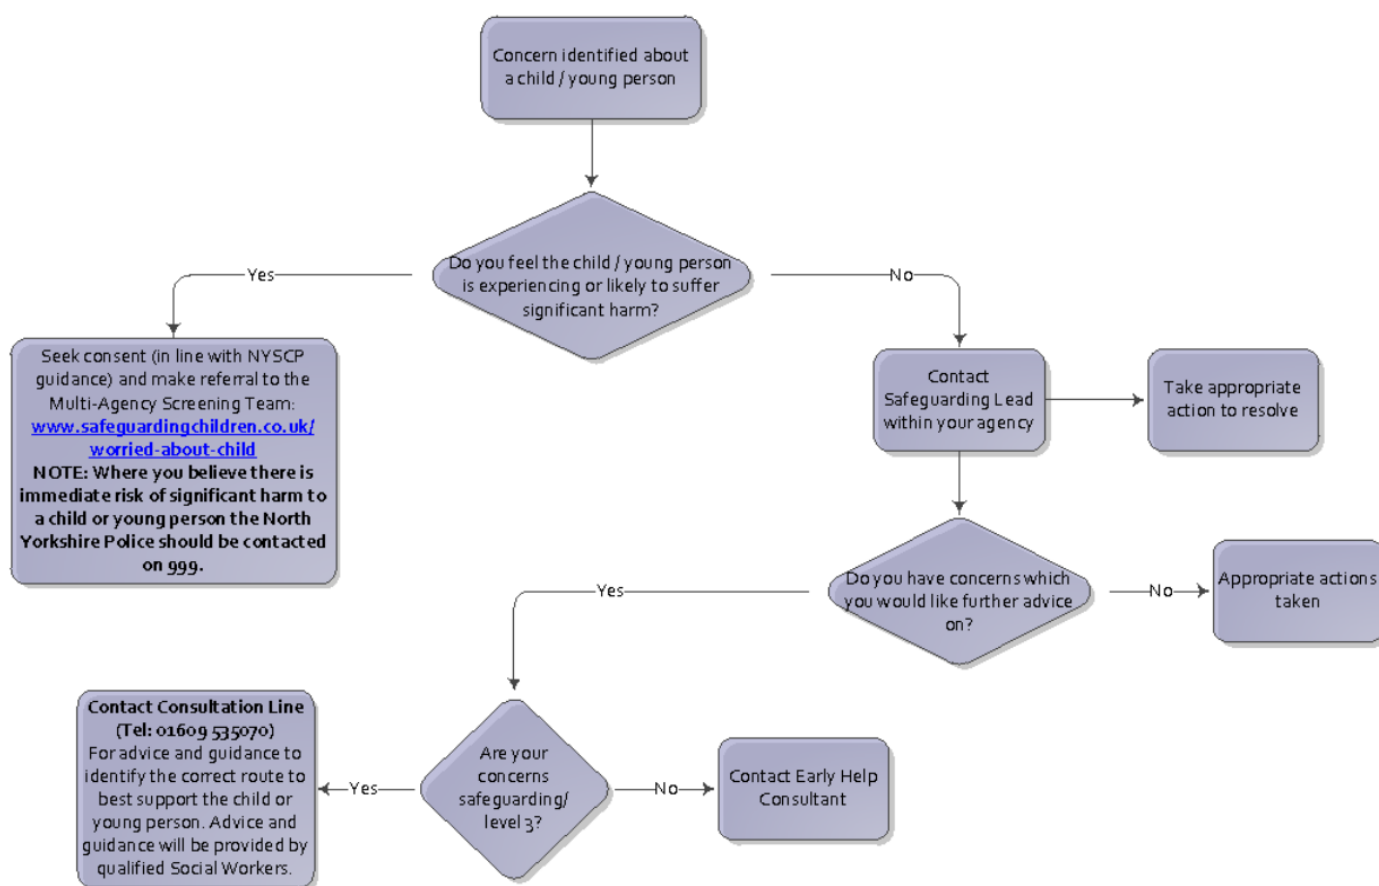 Concern identified about
a child / young person
Do you feel the child / young person
is experiencing or likely to suffer
significant harm?
Yes
No
Seek consent (in line with NYSCP
guidance) and make referral to the
Multi-Agency Screening Team:
www.safeguardingchildren.co.uk/
worried-about-child
NOTE: Where you believe there is
immediate risk of significant harm to
a child or young person the North
Yorkshire Police should be contacted
on 999.
Contact
Safeguarding Lead
within your agency
Take appropriate
action to resolve
Do you have concerns which
you would like further advice
on?
Yes
No
Appropriate actions
taken
Are your
concerns
safeguarding/
level 3?
Yes
No
Contact Consultation Line
(Tel: 01609 535070)
For advice and guidance to
identify the correct route to
best support the child or
young person. Advice and
guidance will be provided by
qualified Social Workers.
Contact Early Help
Consultant